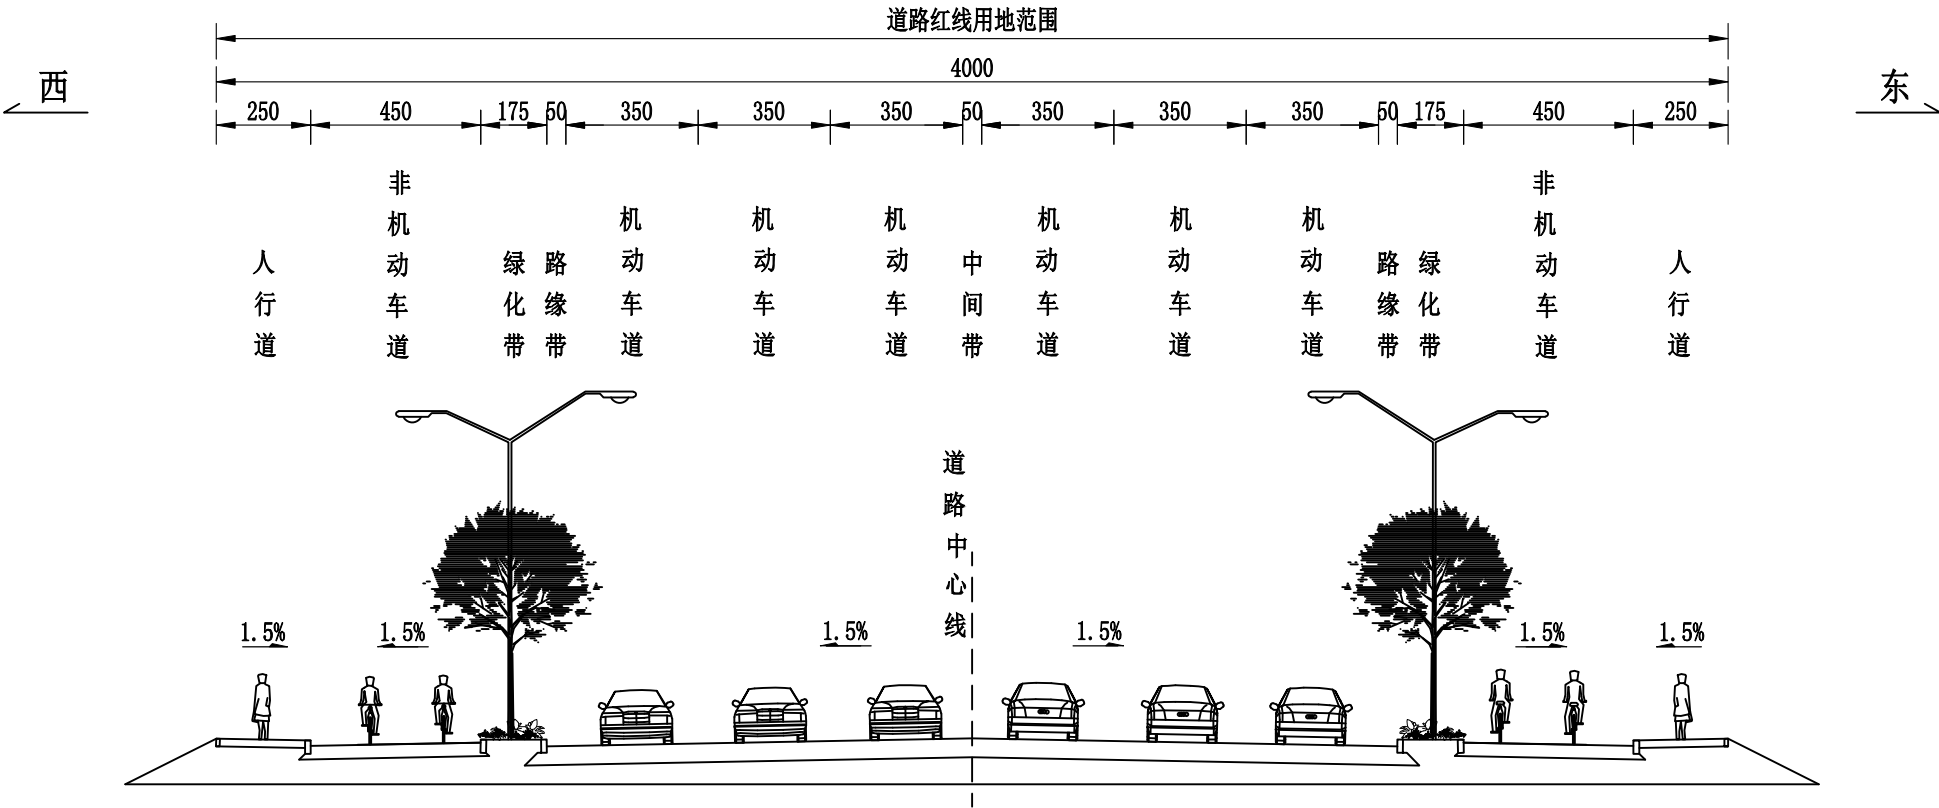 道路红线用地范围
4000
西
东
250 450 175 50 350 350 350 50 350 350 350 50 175 450 250
人行道
非机动车道
绿化带
路缘带
机动车道
机动车道
机动车道
中间带
机动车道
机动车道
机动车道
路缘带
绿化带
非机动车道
人行道
道路中心线
1.5% 1.5% 1.5% 1.5% 1.5% 1.5%